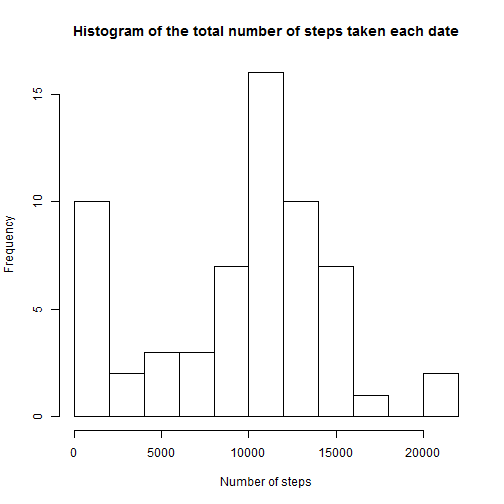 Histogram of the total number of steps taken each date
Frequency
15
10
5
0
0 5000 10000 15000 20000
Number of steps